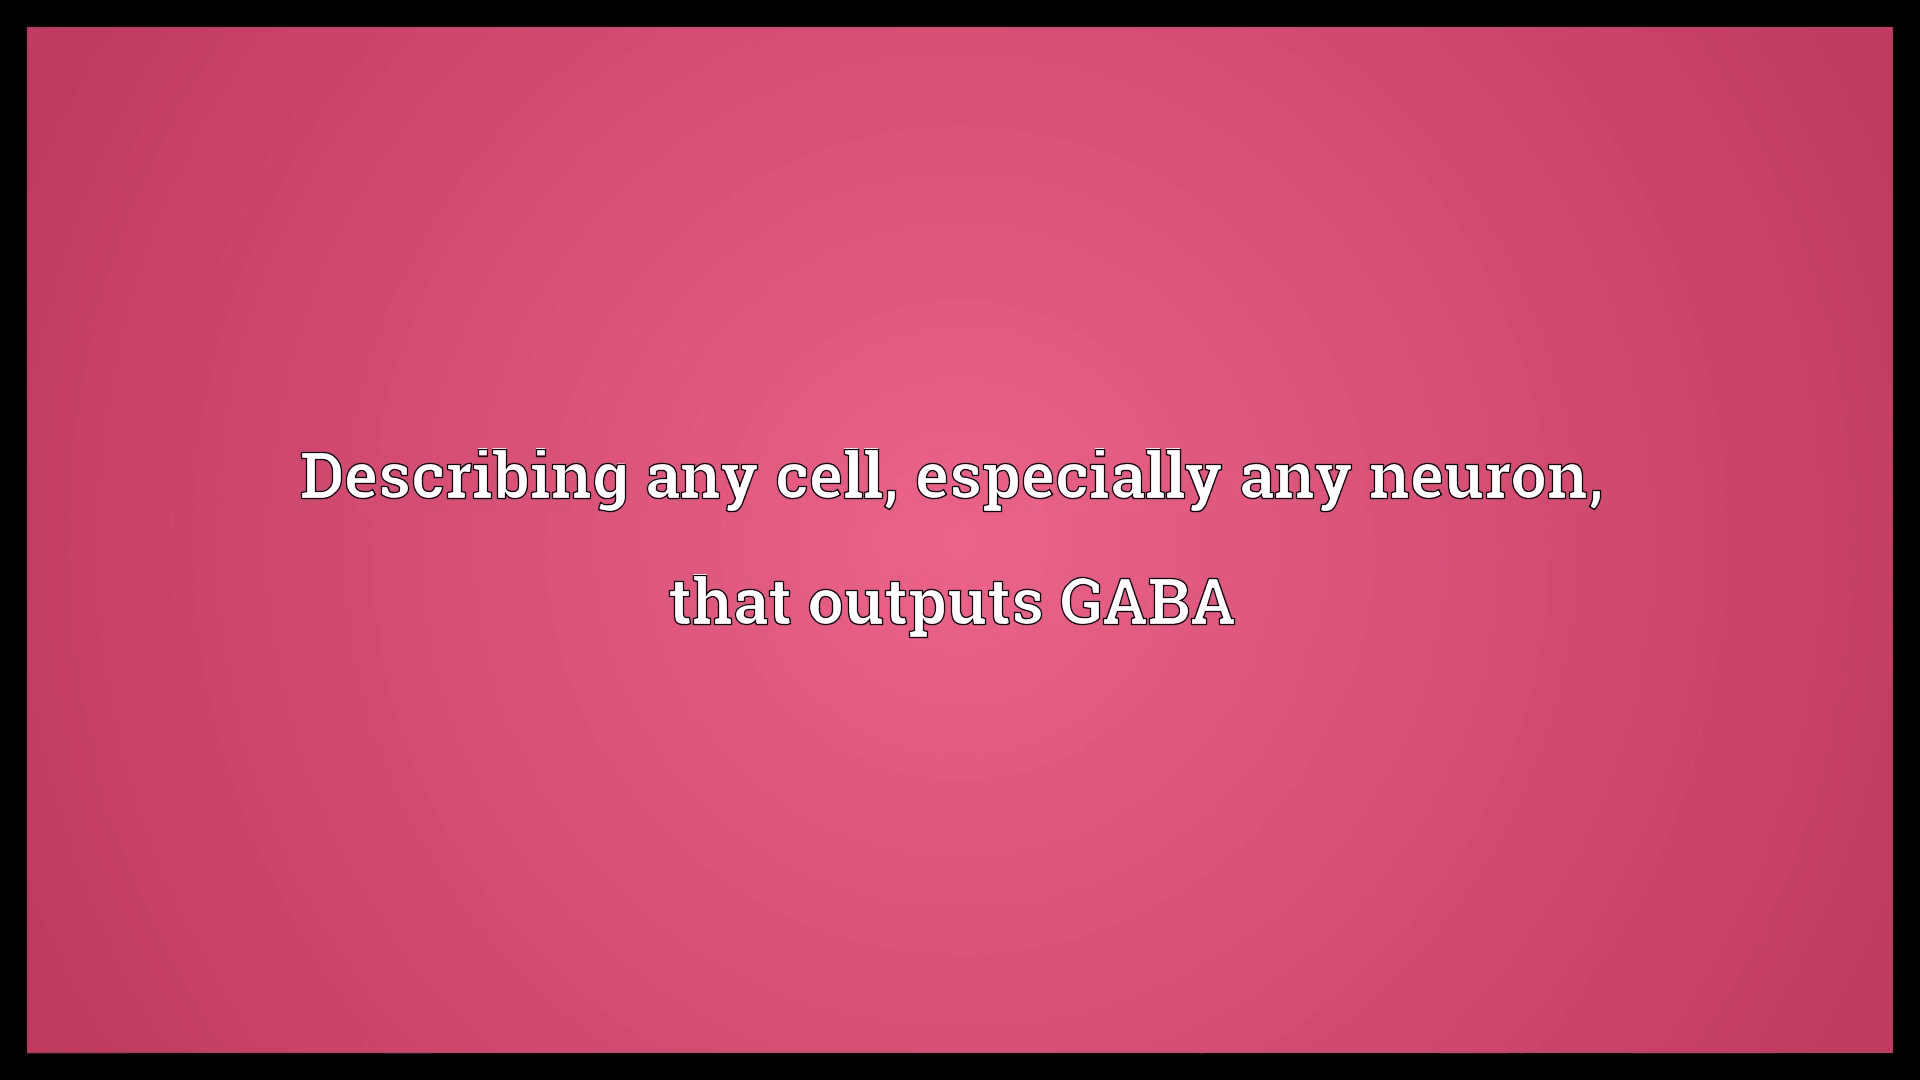 Describing any cell, especially any neuron,
that outputs GABA